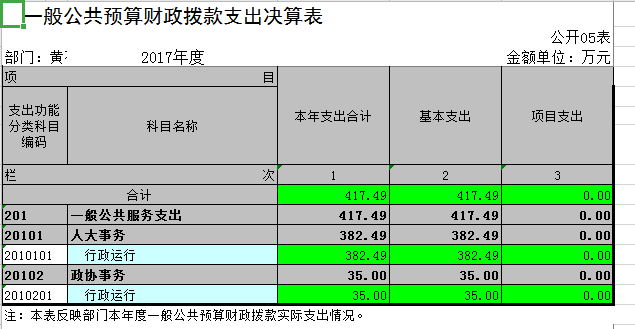 一般公共预算财政拨款支出决算表
公开05表
部门：黄 2017年度 金额单位：万元
项 目
支出功能分类科目编码 科目名称 本年支出合计 基本支出 项目支出
栏 次 1 2 3
合计 417.49 417.49 0.00
201 一般公共服务支出 417.49 417.49 0.00
20101 人大事务 382.49 382.49 0.00
2010101 行政运行 382.49 382.49 0.00
20102 政协事务 35.00 35.00 0.00
2010201 行政运行 35.00 35.00 0.00
注：本表反映部门本年度一般公共预算财政拨款实际支出情况。